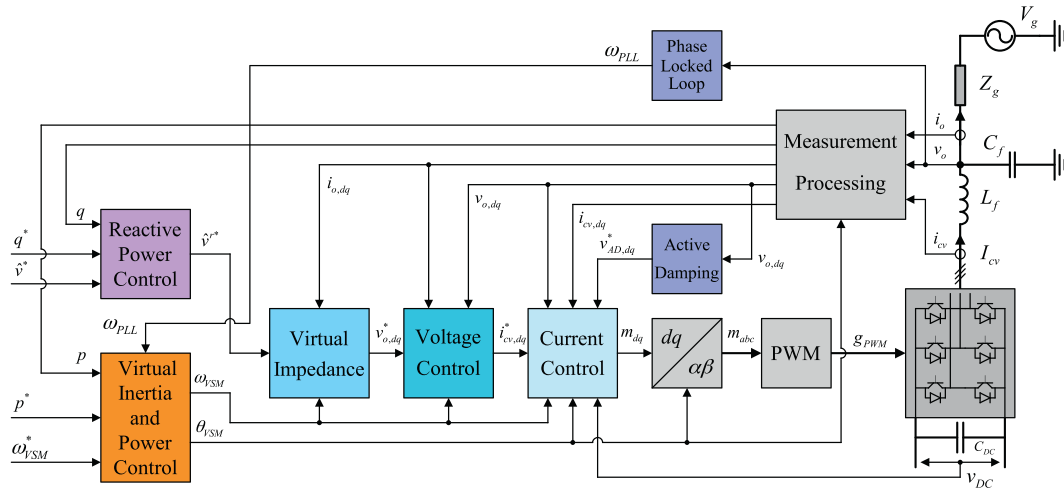 V_g
ω_PLL
Phase
Locked
Loop
Z_g
i_o
v_o
C_f
Measurement
Processing
L_f
i_o,dq
v_o,dq
i_cv,dq
v*_AD,dq
Active
Damping
v_o,dq
i_cv
I_cv
q
q*
v̂*
Reactive
Power
Control
v̂^r*
ω_PLL
Virtual
Impedance
v*_o,dq
Voltage
Control
i*_cv,dq
Current
Control
m_dq
dq
αβ
m_abc
PWM
g_PWM
p
p*
ω*_VSM
Virtual
Inertia
and
Power
Control
ω_VSM
θ_VSM
C_DC
v_DC